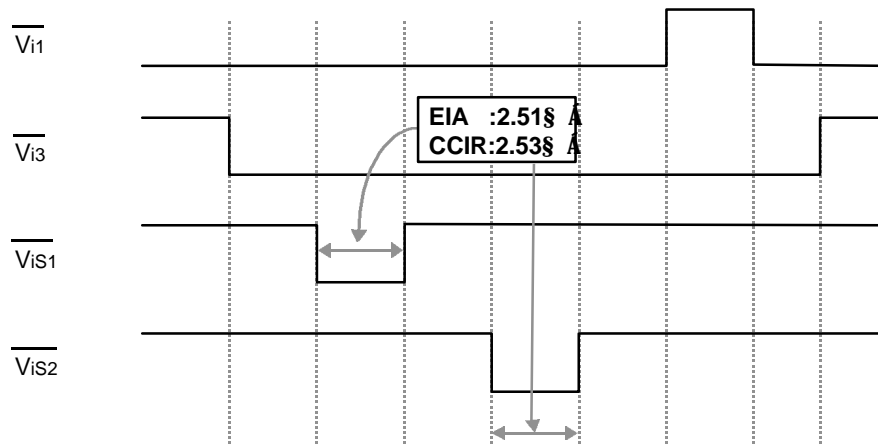 Vi1
EIA :2.51§ Á
CCIR:2.53§ Á
Vi3
ViS1
ViS2